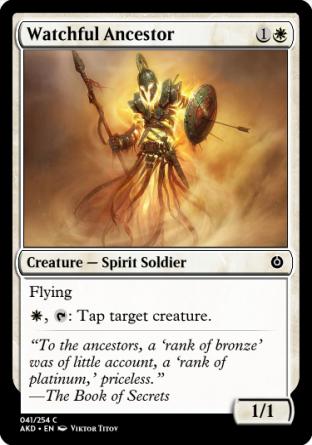 Watchful Ancestor 1
Creature — Spirit Soldier
Flying
, : Tap target creature.
“To the ancestors, a ‘rank of bronze’
was of little account, a ‘rank of
platinum,’ priceless.”
—The Book of Secrets
1/1
041/254 C
AKD • EN Viktor Titov